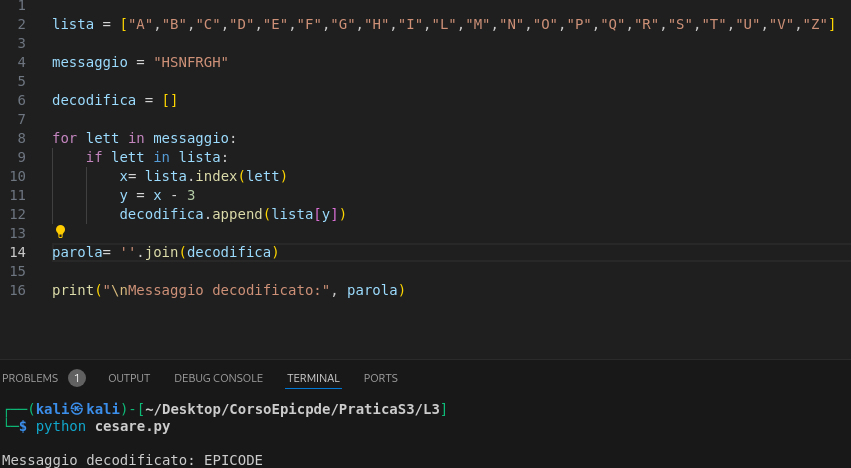 1
2 lista = ["A","B","C","D","E","F","G","H","I","L","M","N","O","P","Q","R","S","T","U","V","Z"]
3
4 messaggio = "HSNFRGH"
5
6 decodifica = []
7
8 for lett in messaggio:
9     if lett in lista:
10         x= lista.index(lett)
11         y = x - 3
12         decodifica.append(lista[y])
13
14 parola= ''.join(decodifica)
15
16 print("\nMessaggio decodificato:", parola)
PROBLEMS 1 OUTPUT DEBUG CONSOLE TERMINAL PORTS
┌──(kali㉿kali)-[~/Desktop/CorsoEpicpde/PraticaS3/L3]
└─$ python cesare.py
Messaggio decodificato: EPICODE